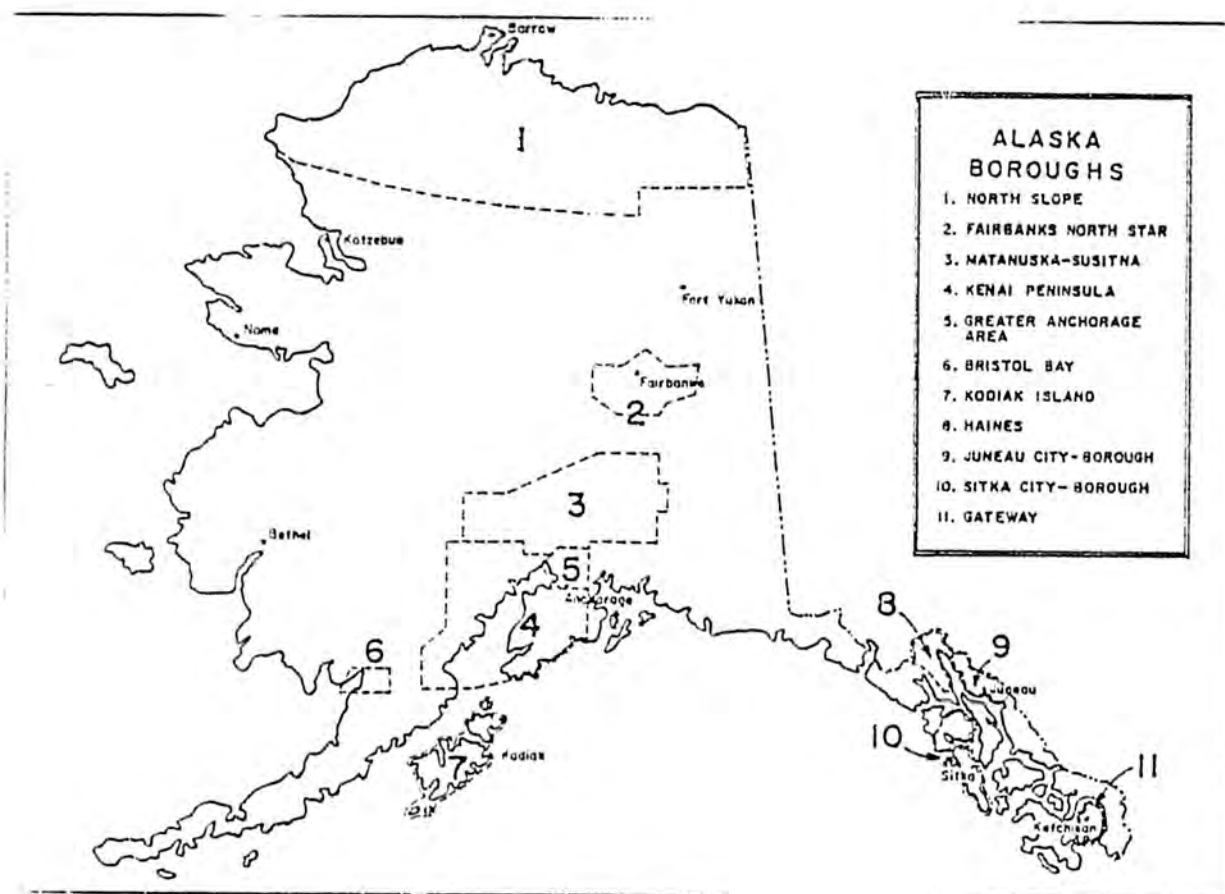 Barrow
1
Kotzebue
Fort Yukon
Nome
Fairbanks
2
3
Bethel
5
Anchorage
4
6
7
Kodiak
8
9
Juneau
10
Sitka
11
Ketchikan
ALASKA
BOROUGHS
1. NORTH SLOPE
2. FAIRBANKS NORTH STAR
3. MATANUSKA-SUSITNA
4. KENAI PENINSULA
5. GREATER ANCHORAGE
AREA
6. BRISTOL BAY
7. KODIAK ISLAND
8. HAINES
9. JUNEAU CITY-BOROUGH
10. SITKA CITY-BOROUGH
11. GATEWAY